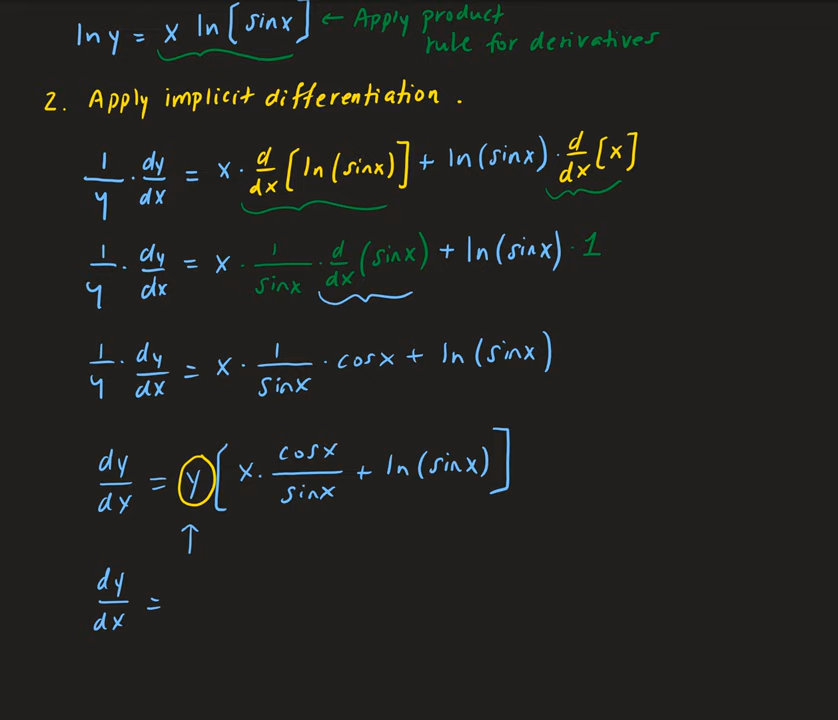 ln y = x ln[sinx] ← Apply product
rule for derivatives
2. Apply implicit differentiation.
1/y · dy/dx = x · d/dx [ln(sinx)] + ln(sinx) · d/dx [x]
1/y · dy/dx = x · 1/sinx · d/dx (sinx) + ln(sinx) · 1
1/y · dy/dx = x · 1/sinx · cosx + ln(sinx)
dy/dx = y [x · cosx/sinx + ln(sinx)]
↑
dy/dx =